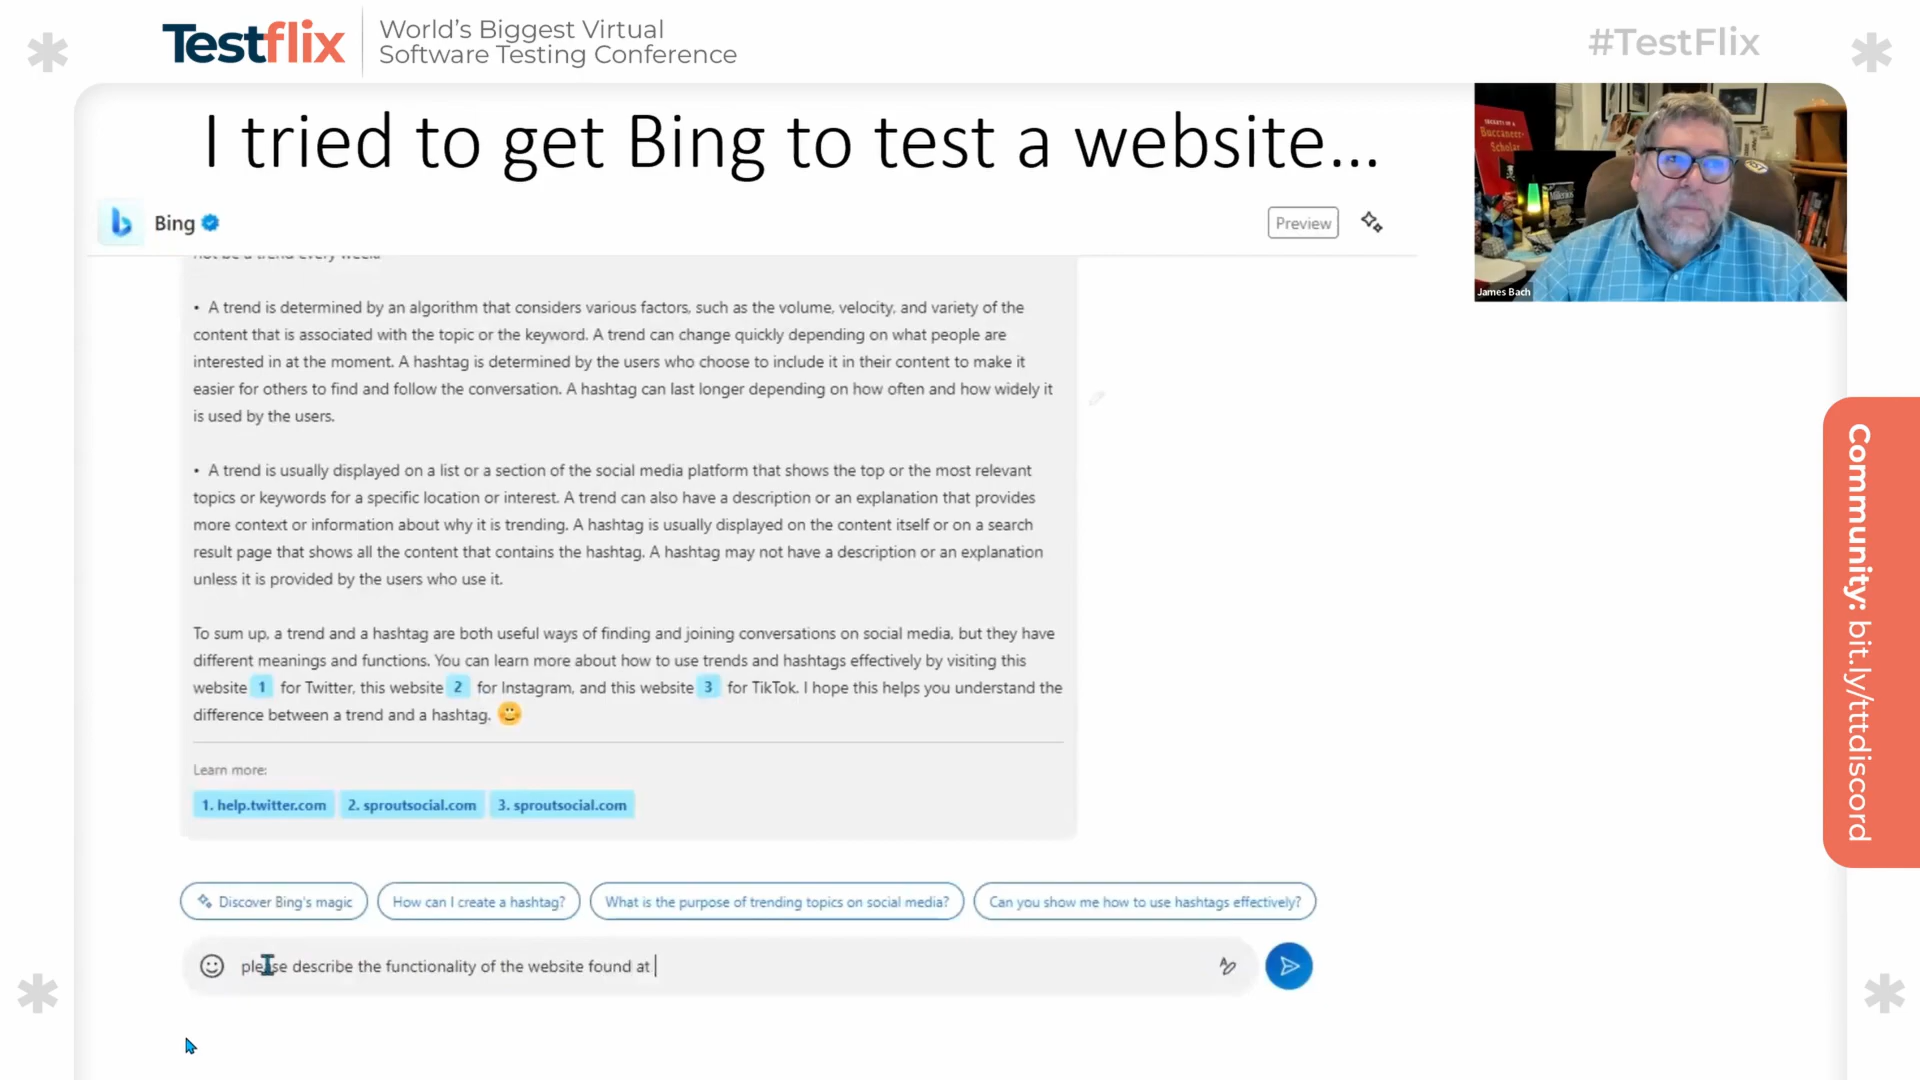 Testflix
World's Biggest Virtual
Software Testing Conference
#TestFlix
I tried to get Bing to test a website...
Bing
Preview
not be a trend every
• A trend is determined by an algorithm that considers various factors, such as the volume, velocity, and variety of the
content that is associated with the topic or the keyword. A trend can change quickly depending on what people are
interested in at the moment. A hashtag is determined by the users who choose to include it in their content to make it
easier for others to find and follow the conversation. A hashtag can last longer depending on how often and how widely it
is used by the users.
• A trend is usually displayed on a list or a section of the social media platform that shows the top or the most relevant
topics or keywords for a specific location or interest. A trend can also have a description or an explanation that provides
more context or information about why it is trending. A hashtag is usually displayed on the content itself or on a search
result page that shows all the content that contains the hashtag. A hashtag may not have a description or an explanation
unless it is provided by the users who use it.
To sum up, a trend and a hashtag are both useful ways of finding and joining conversations on social media, but they have
different meanings and functions. You can learn more about how to use trends and hashtags effectively by visiting this
website 1 for Twitter, this website 2 for Instagram, and this website 3 for TikTok. I hope this helps you understand the
difference between a trend and a hashtag.
Learn more:
1. help.twitter.com 2. sproutsocial.com 3. sproutsocial.com
Discover Bing's magic
How can I create a hashtag?
What is the purpose of trending topics on social media?
Can you show me how to use hashtags effectively?
please describe the functionality of the website found at
Buccaneer-
Scholar
James Bach
Community: bit.ly/tttdiscord